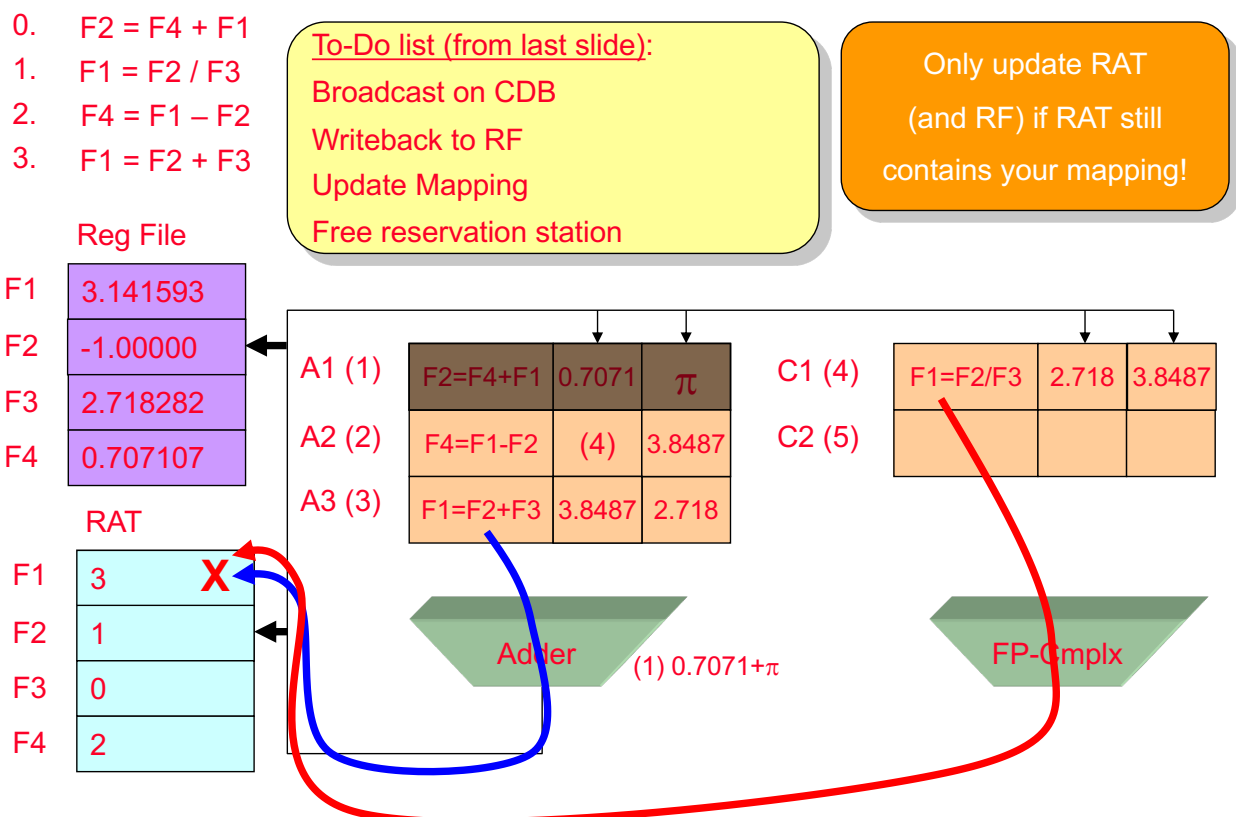 0. F2 = F4 + F1
1. F1 = F2 / F3
2. F4 = F1 – F2
3. F1 = F2 + F3
To-Do list (from last slide):
Broadcast on CDB
Writeback to RF
Update Mapping
Free reservation station
Only update RAT
(and RF) if RAT still
contains your mapping!
Reg File
F1 3.141593
F2 -1.00000
F3 2.718282
F4 0.707107
A1 (1) F2=F4+F1 0.7071 π
A2 (2) F4=F1-F2 (4) 3.8487
A3 (3) F1=F2+F3 3.8487 2.718
C1 (4) F1=F2/F3 2.718 3.8487
C2 (5)
RAT
F1 3 X
F2 1
F3 0
F4 2
Adder
(1) 0.7071+π
FP-Cmplx